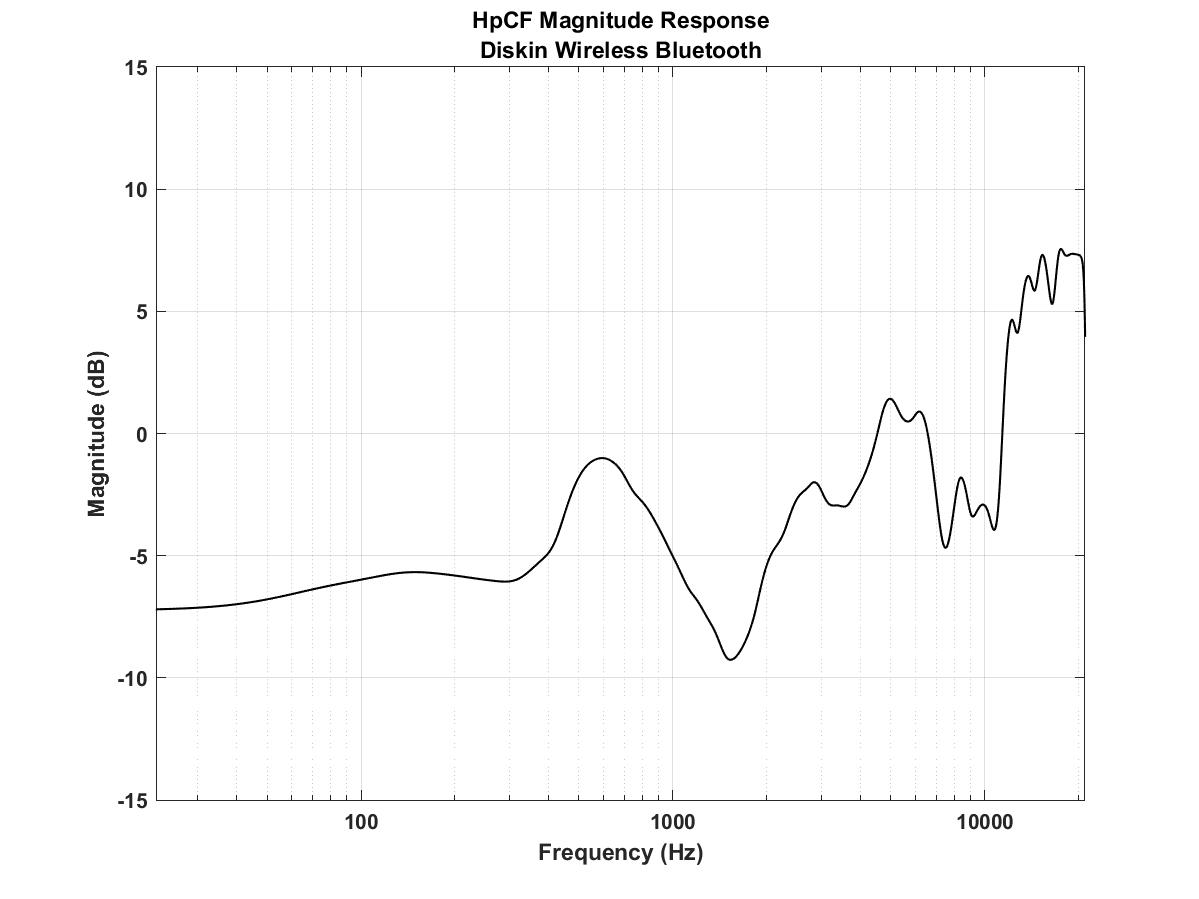 HpCF Magnitude Response
Diskin Wireless Bluetooth
15
10
5
0
-5
-10
-15
Magnitude (dB)
100 1000 10000
Frequency (Hz)